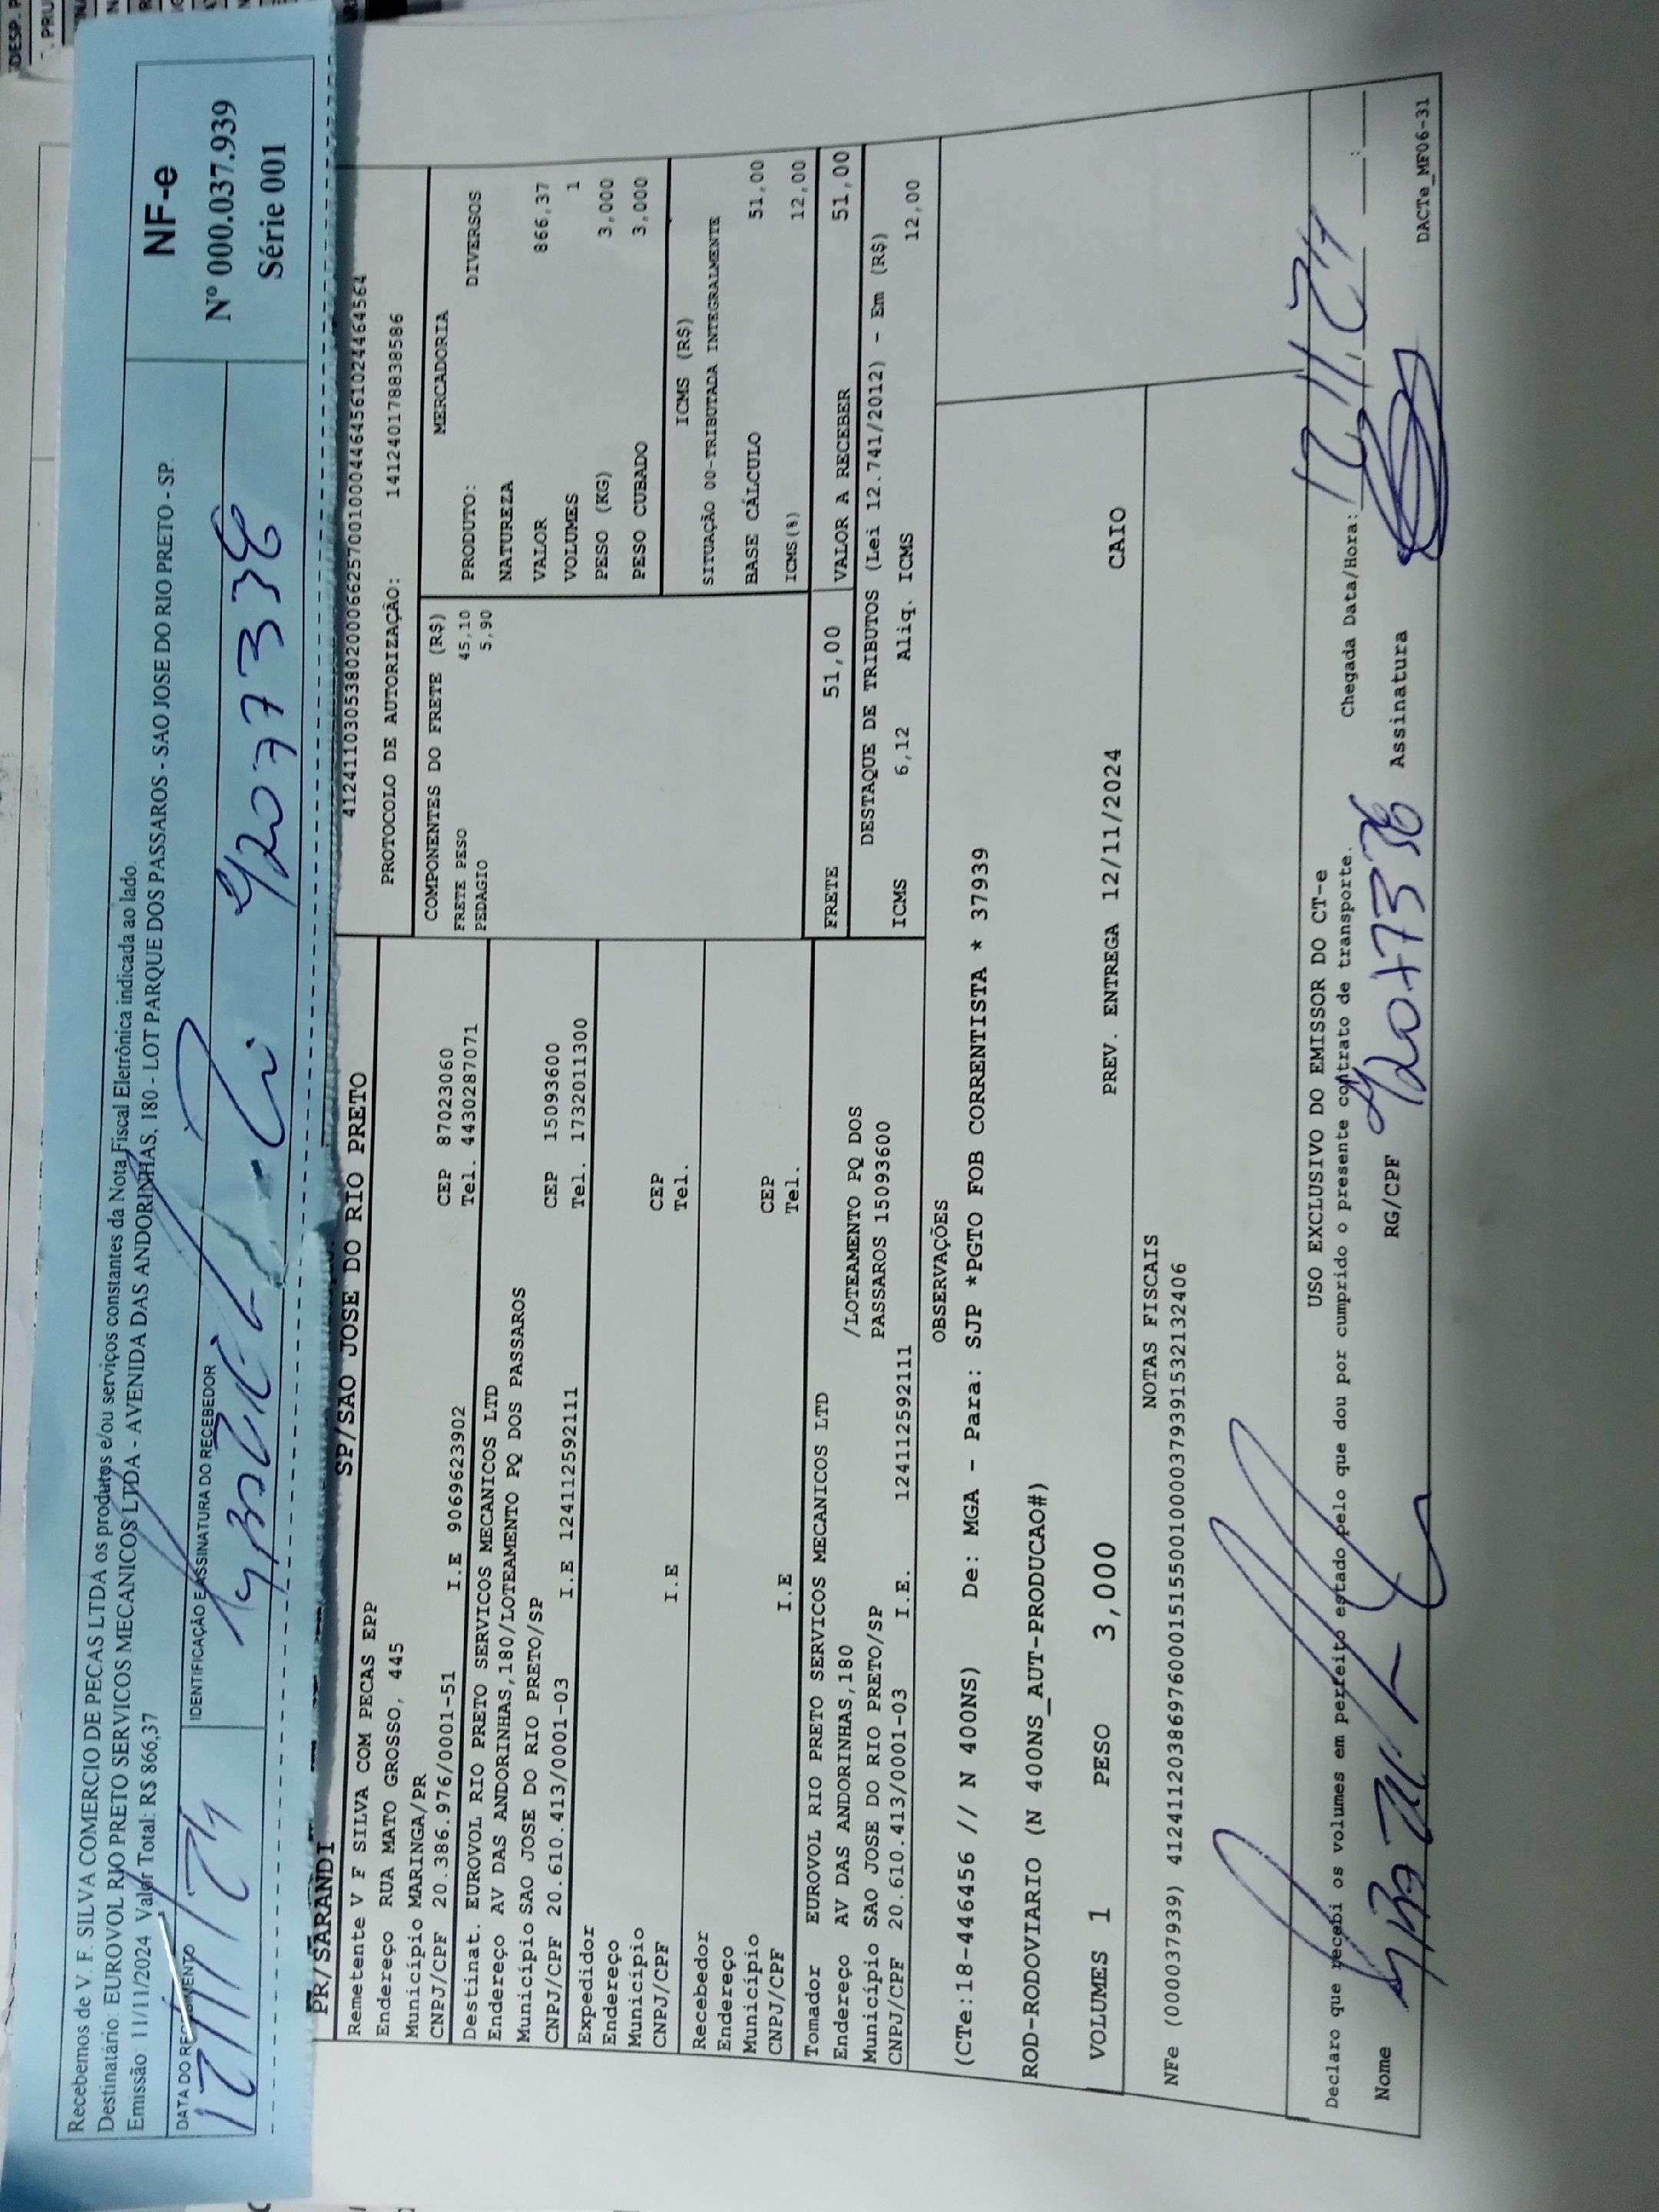 Recebemos de V. F. SILVA COMERCIO DE PECAS LTDA os produtos e/ou serviços constantes da Nota Fiscal Eletrônica indicada ao lado.
Destinatário: EUROVOL RIO PRETO SERVICOS MECANICOS LTDA - AVENIDA DAS ANDORINHAS, 180 - LOT PARQUE DOS PASSAROS - SAO JOSE DO RIO PRETO - SP.
Emissão: 11/11/2024 Valor Total: R$ 866,37
NF-e
Nº 000.037.939
Série 001
DATA DO RECEBIMENTO
12/11/24
IDENTIFICAÇÃO E ASSINATURA DO RECEBEDOR
PR/SARANDI
SP/SAO JOSE DO RIO PRETO
41241103053802000662570010004464561024464564
PROTOCOLO DE AUTORIZAÇÃO: 141240178838586
Remetente V F SILVA COM PECAS EPP
Endereço RUA MATO GROSSO, 445
Município MARINGA/PR CEP 87023060
CNPJ/CPF 20.386.976/0001-51 I.E 9069623902 Tel. 4430287071
Destinat. EUROVOL RIO PRETO SERVICOS MECANICOS LTD
Endereço AV DAS ANDORINHAS,180/LOTEAMENTO PQ DOS PASSAROS
Município SAO JOSE DO RIO PRETO/SP CEP 15093600
CNPJ/CPF 20.610.413/0001-03 I.E 124112592111 Tel. 1732011300
Expedidor
Endereço
Município CEP
CNPJ/CPF I.E Tel.
Recebedor
Endereço
Município CEP
CNPJ/CPF I.E Tel.
Tomador EUROVOL RIO PRETO SERVICOS MECANICOS LTD
Endereço AV DAS ANDORINHAS,180 /LOTEAMENTO PQ DOS
Município SAO JOSE DO RIO PRETO/SP PASSAROS 15093600
CNPJ/CPF 20.610.413/0001-03 I.E. 124112592111
COMPONENTES DO FRETE (R$)
FRETE PESO 45,10
PEDAGIO 5,90
MERCADORIA
PRODUTO: DIVERSOS
NATUREZA
VALOR 866,37
VOLUMES 1
PESO (KG) 3,000
PESO CUBADO 3,000
ICMS (R$)
SITUAÇÃO 00-TRIBUTADA INTEGRALMENTE
BASE CÁLCULO 51,00
ICMS(%) 12,00
FRETE 51,00 VALOR A RECEBER 51,00
DESTAQUE DE TRIBUTOS (Lei 12.741/2012) - Em (R$)
ICMS 6,12 Aliq. ICMS 12,00
OBSERVAÇÕES
(CTe:18-446456 // N 400NS) De: MGA - Para: SJP *PGTO FOB CORRENTISTA * 37939
ROD-RODOVIARIO (N 400NS_AUT-PRODUCAO#)
VOLUMES 1 PESO 3,000 PREV. ENTREGA 12/11/2024 CAIO
NOTAS FISCAIS
NFe (000037939) 41241120386976000151550010000379391532132406
USO EXCLUSIVO DO EMISSOR DO CT-e
Declaro que recebi os volumes em perfeito estado pelo que dou por cumprido o presente contrato de transporte.
Chegada Data/Hora: 12/11/24 :
Nome RG/CPF Assinatura
DACTe_MF06-31